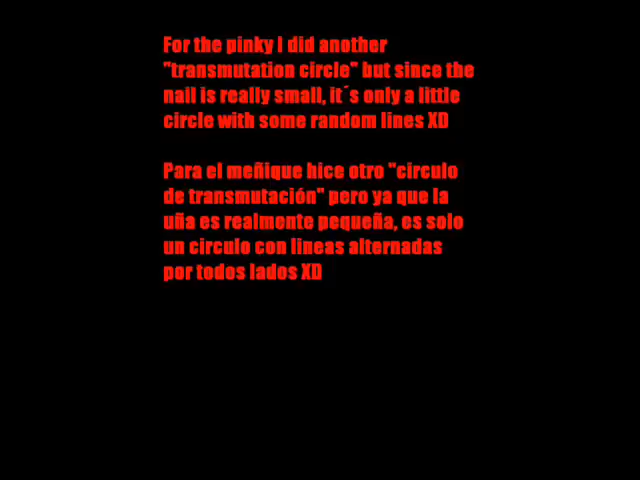 For the pinky I did another
"transmutation circle" but since the
nail is really small, it´s only a little
circle with some random lines XD
Para el meñique hice otro "circulo
de transmutación" pero ya que la
uña es realmente pequeña, es solo
un circulo con lineas alternadas
por todos lados XD